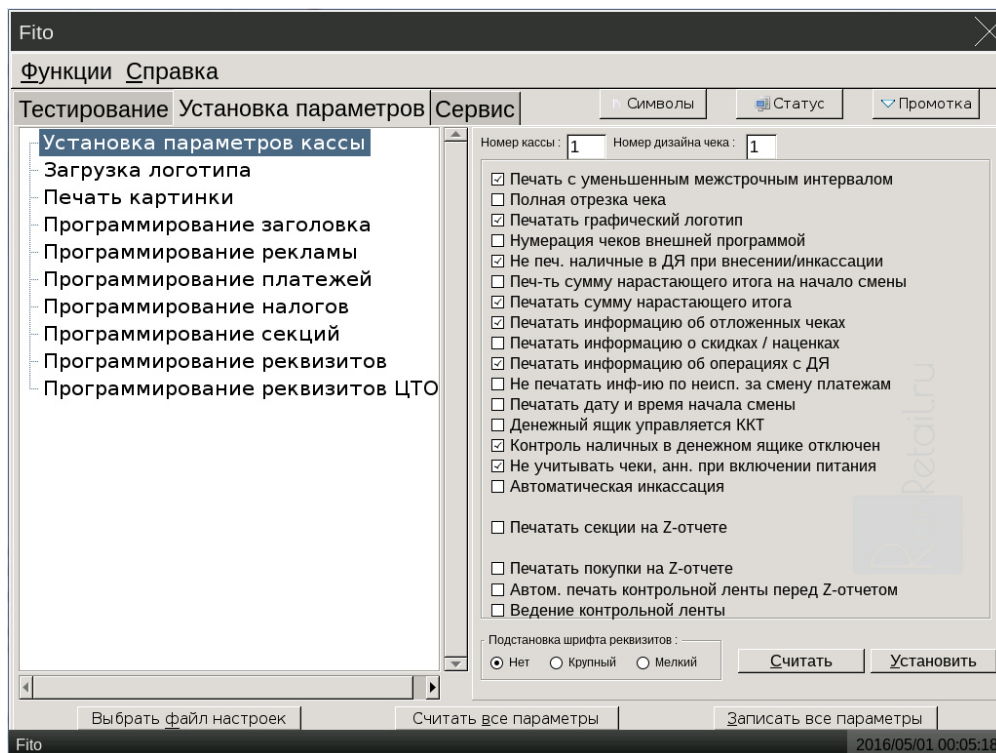 Fito
Функции Справка
Тестирование Установка параметров Сервис Символы Статус Промотка
Установка параметров кассы
Загрузка логотипа
Печать картинки
Программирование заголовка
Программирование рекламы
Программирование платежей
Программирование налогов
Программирование секций
Программирование реквизитов
Программирование реквизитов ЦТО
Номер кассы : 1 Номер дизайна чека : 1
Печать с уменьшенным межстрочным интервалом
Полная отрезка чека
Печатать графический логотип
Нумерация чеков внешней программой
Не печ. наличные в ДЯ при внесении/инкассации
Печ-ть сумму нарастающего итога на начало смены
Печатать сумму нарастающего итога
Печатать информацию об отложенных чеках
Печатать информацию о скидках / наценках
Печатать информацию об операциях с ДЯ
Не печатать инф-ию по неисп. за смену платежам
Печатать дату и время начала смены
Денежный ящик управляется ККТ
Контроль наличных в денежном ящике отключен
Не учитывать чеки, анн. при включении питания
Автоматическая инкассация
Печатать секции на Z-отчете
Печатать покупки на Z-отчете
Автом. печать контрольной ленты перед Z-отчетом
Ведение контрольной ленты
Подстановка шрифта реквизитов :
Нет Крупный Мелкий
Считать Установить
Выбрать файл настроек Считать все параметры Записать все параметры
Fito 2016/05/01 00:05:18